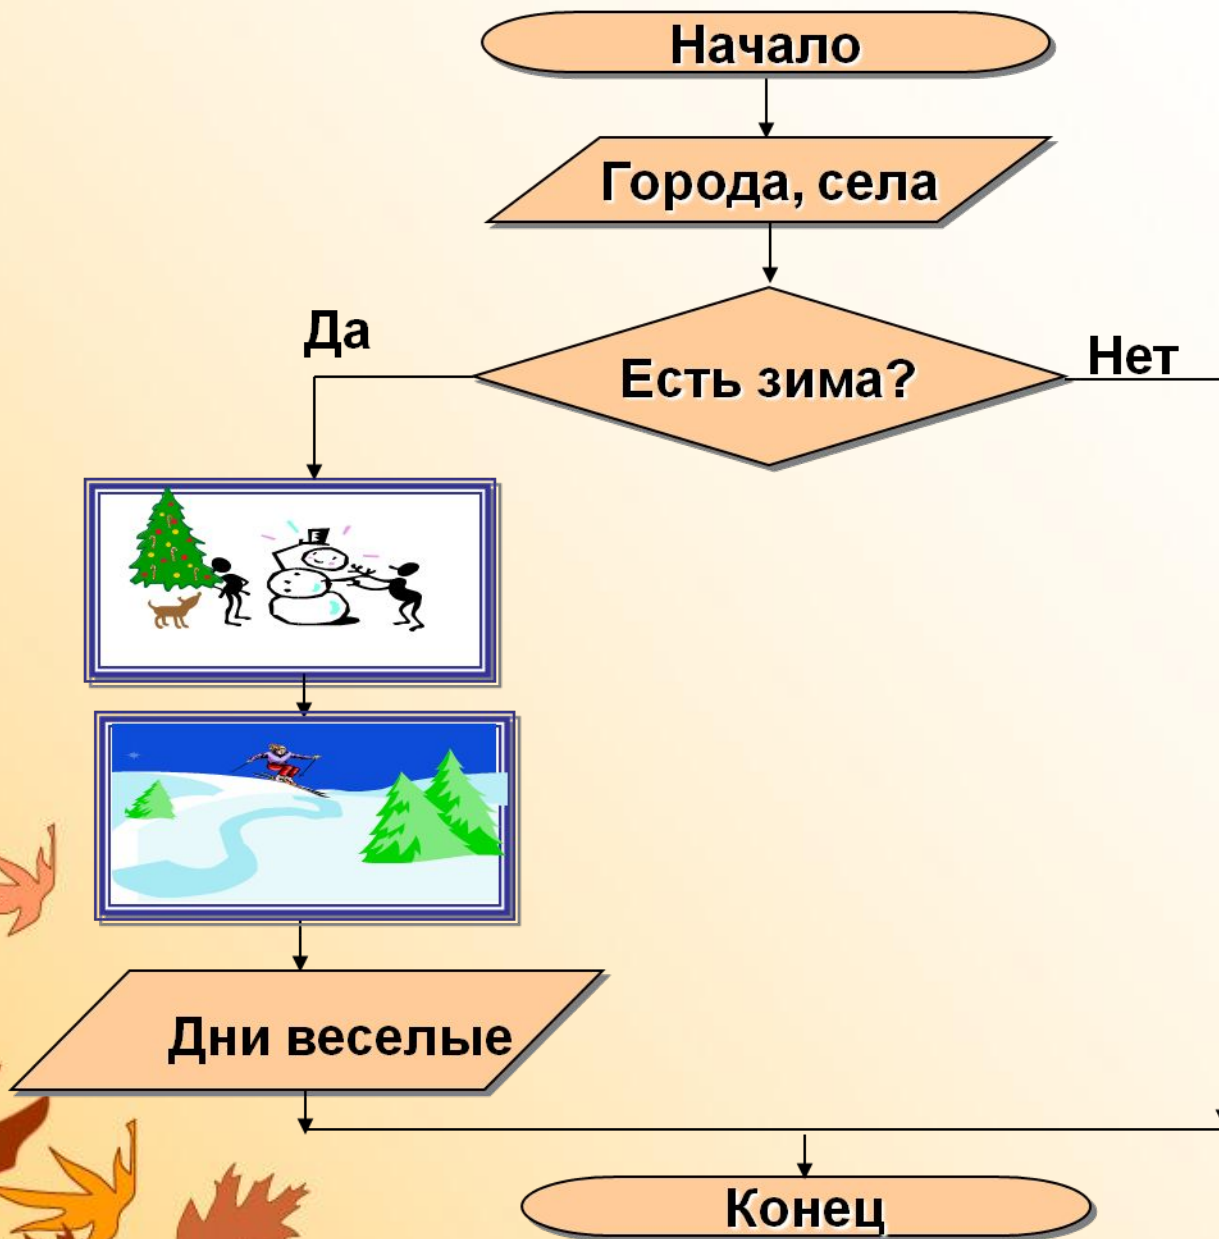 Начало
Города, села
Есть зима?
Да
Нет
Дни веселые
Конец